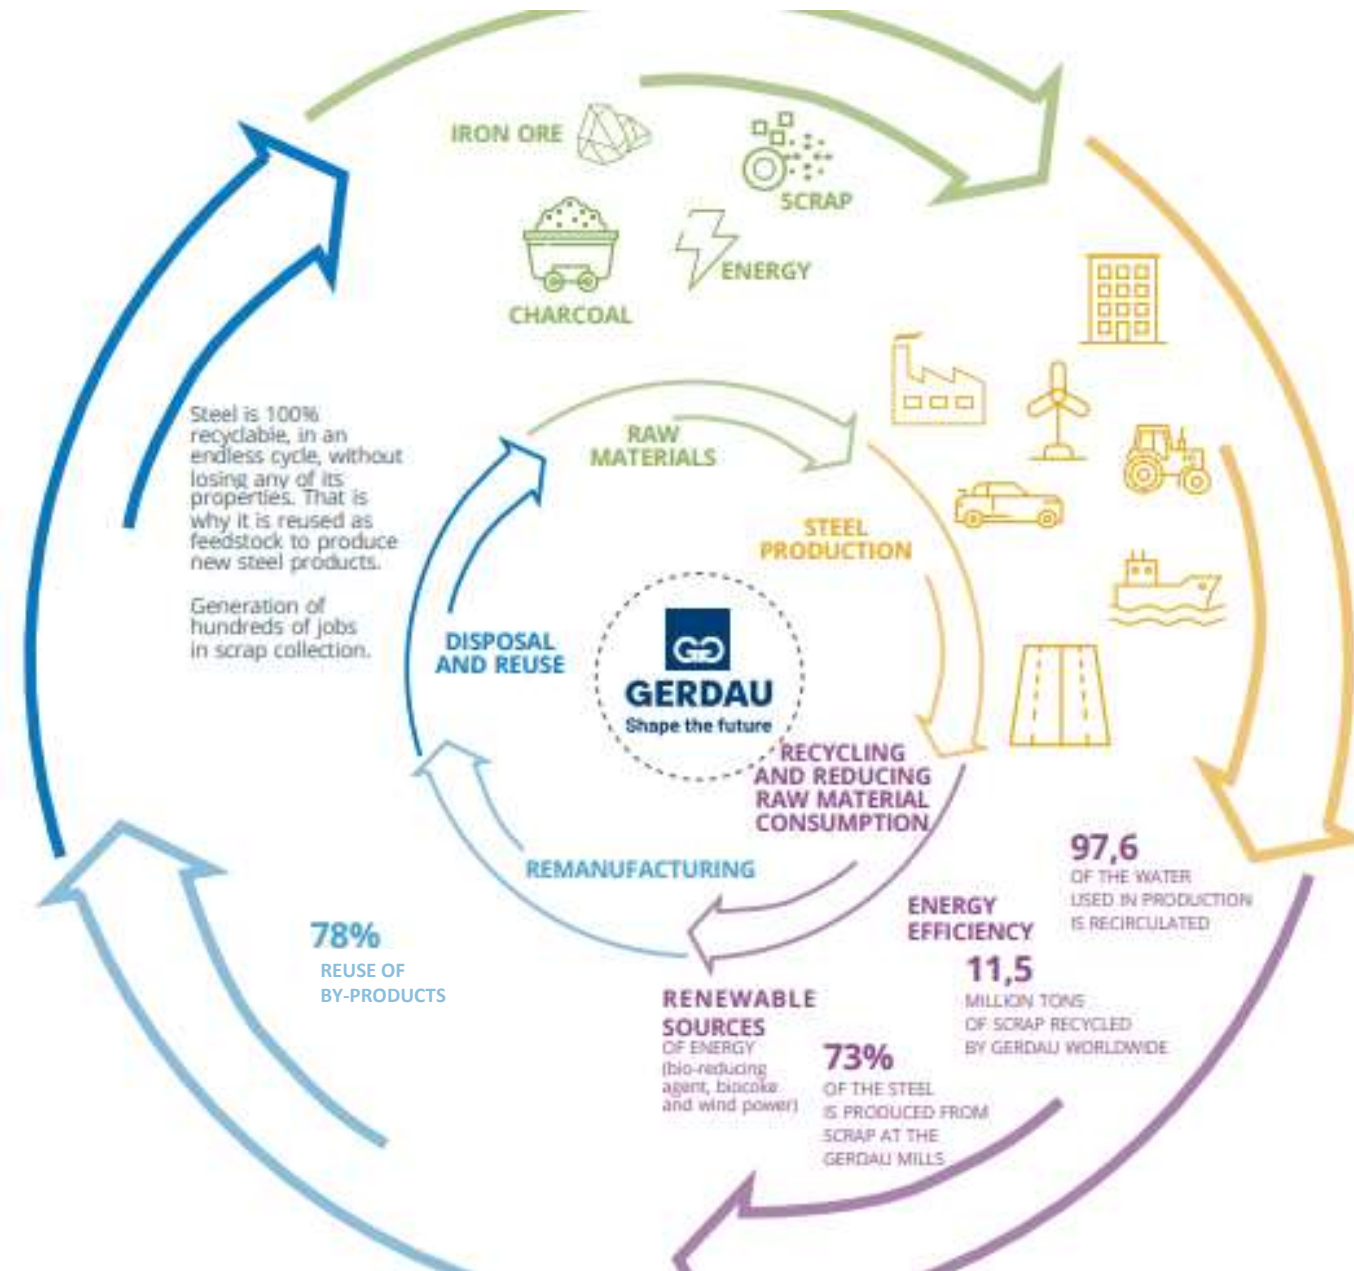 IRON ORE
SCRAP
ENERGY
CHARCOAL
RAW
MATERIALS
STEEL
PRODUCTION
Steel is 100%
recyclable, in an
endless cycle, without
losing any of its
properties. That is
why it is reused as
feedstock to produce
new steel products.
Generation of
hundreds of jobs
in scrap collection.
DISPOSAL
AND REUSE
GERDAU
Shape the future
RECYCLING
AND REDUCING
RAW MATERIAL
CONSUMPTION
REMANUFACTURING
97,6
OF THE WATER
USED IN PRODUCTION
IS RECIRCULATED
ENERGY
EFFICIENCY
11,5
MILLION TONS
OF SCRAP RECYCLED
BY GERDAU WORLDWIDE
78%
REUSE OF
BY-PRODUCTS
RENEWABLE
SOURCES
OF ENERGY
(bio-reducing
agent, biocoke
and wind power)
73%
OF THE STEEL
IS PRODUCED FROM
SCRAP AT THE
GERDAU MILLS